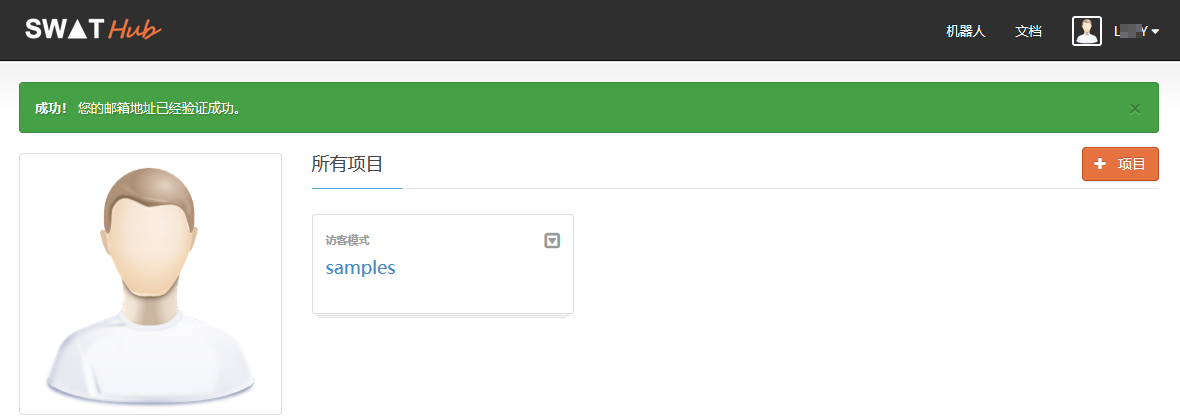 SWAT Hub
机器人
文档
成功！ 您的邮箱地址已经验证成功。
×
所有项目
项目
访客模式
samples